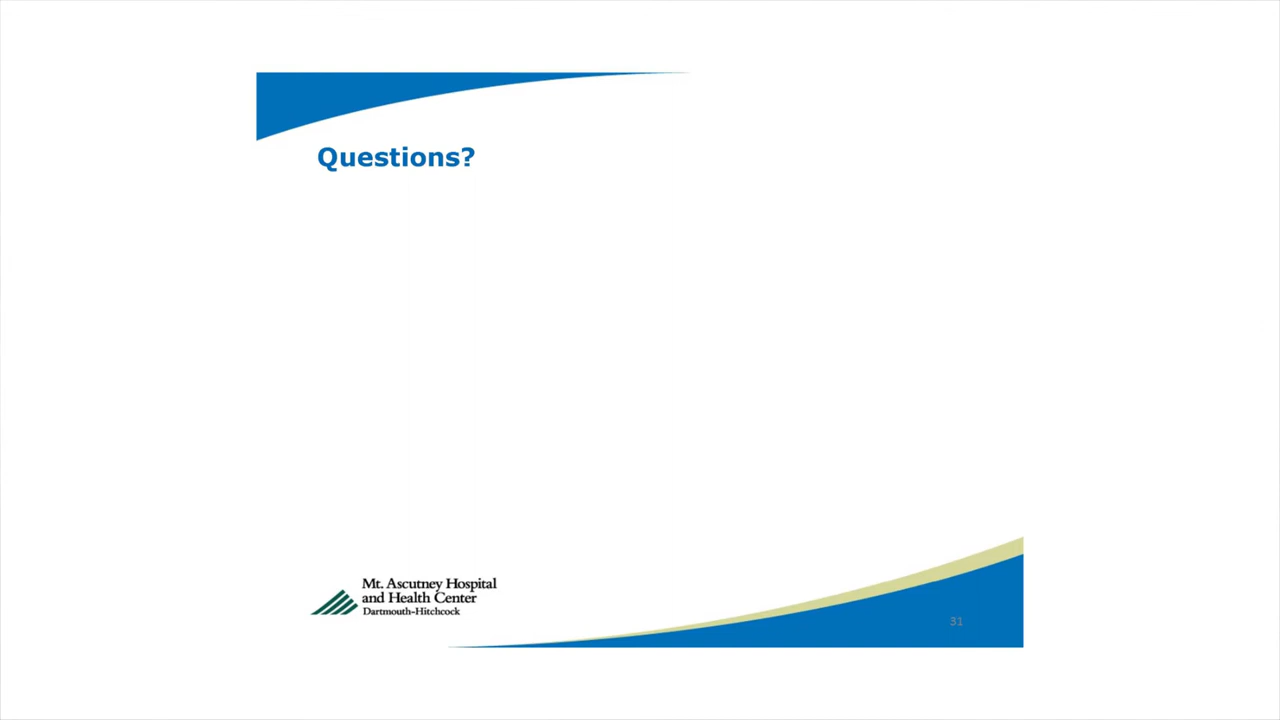 Questions?
Mt. Ascutney Hospital
and Health Center
Dartmouth-Hitchcock
31